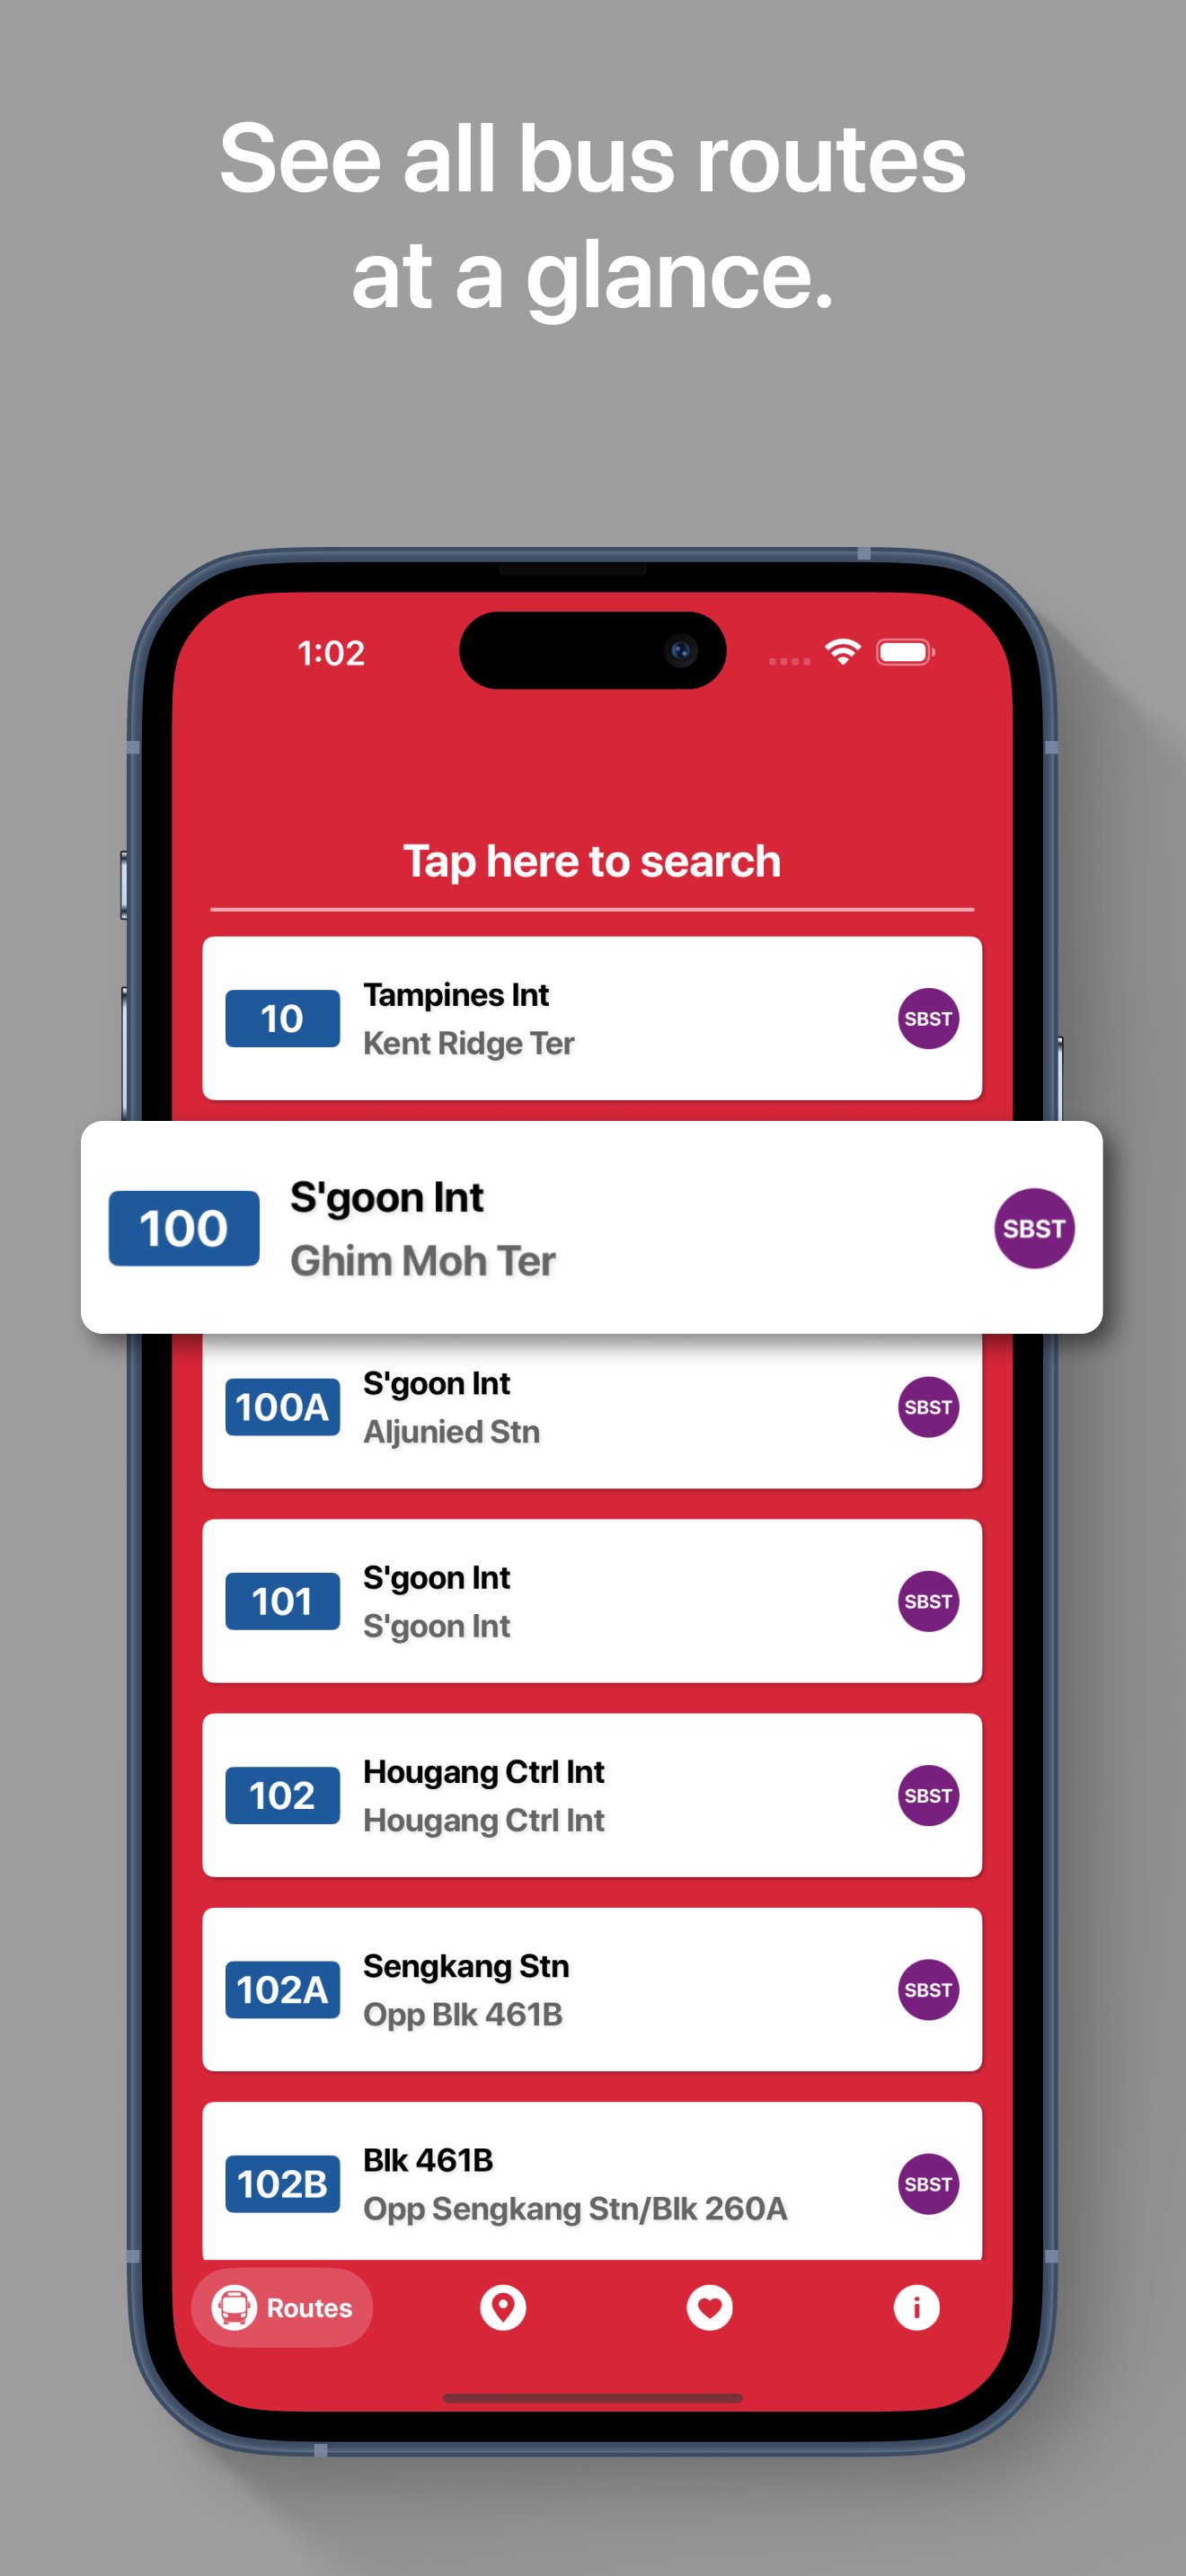 See all bus routes
at a glance.
1:02
Tap here to search
10
Tampines Int
Kent Ridge Ter
SBST
100
S'goon Int
Ghim Moh Ter
SBST
100A
S'goon Int
Aljunied Stn
SBST
101
S'goon Int
S'goon Int
SBST
102
Hougang Ctrl Int
Hougang Ctrl Int
SBST
102A
Sengkang Stn
Opp Blk 461B
SBST
102B
Blk 461B
Opp Sengkang Stn/Blk 260A
SBST
Routes